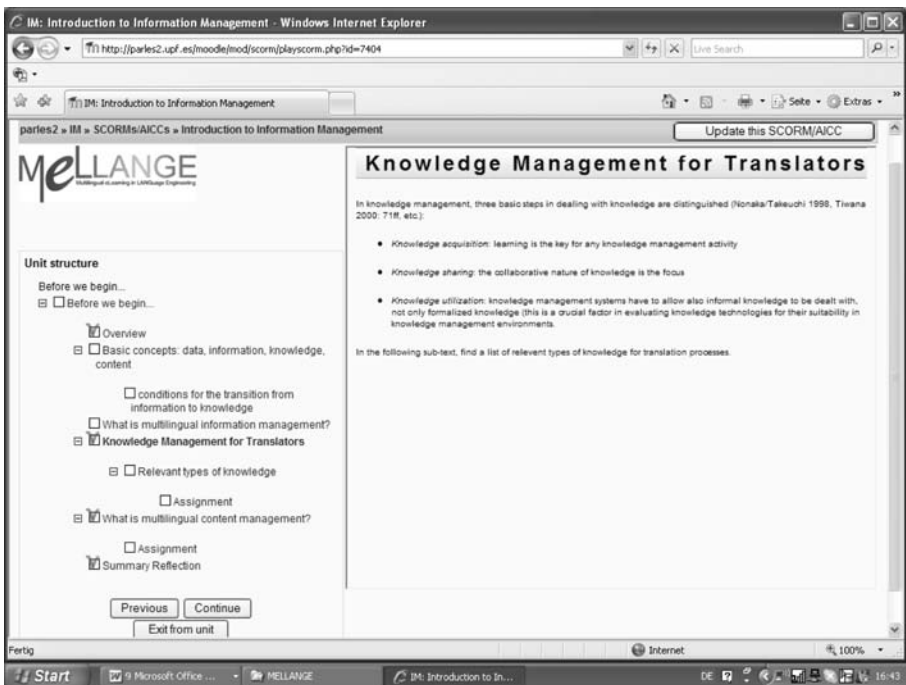 IM: Introduction to Information Management - Windows Internet Explorer
http://parles2.upf.es/moodle/mod/scorm/playscorm.php?id=7404
Live Search
IM: Introduction to Information Management
Seite
Extras
parles2 » IM » SCORMs/AICCs » Introduction to Information Management
Update this SCORM/AICC
MeLLANGE
Multilingual eLearning in LANGuage Engineering
Unit structure
Before we begin...
Before we begin...
Overview
Basic concepts: data, information, knowledge,
content
conditions for the transition from
information to knowledge
What is multilingual information management?
Knowledge Management for Translators
Relevant types of knowledge
Assignment
What is multilingual content management?
Assignment
Summary Reflection
Previous
Continue
Exit from unit
Knowledge Management for Translators
In knowledge management, three basic steps in dealing with knowledge are distinguished (Nonaka/Takeuchi 1998, Tiwana
2000: 71ff, etc.):
• Knowledge acquisition: learning is the key for any knowledge management activity
• Knowledge sharing: the collaborative nature of knowledge is the focus
• Knowledge utilization: knowledge management systems have to allow also informal knowledge to be dealt with,
not only formalized knowledge (this is a crucial factor in evaluating knowledge technologies for their suitability in
knowledge management environments.
In the following sub-text, find a list of relevent types of knowledge for translation processes.
Fertig
Internet
100%
Start
9 Microsoft Office ...
MELLANGE
IM: Introduction to In...
DE
16:43